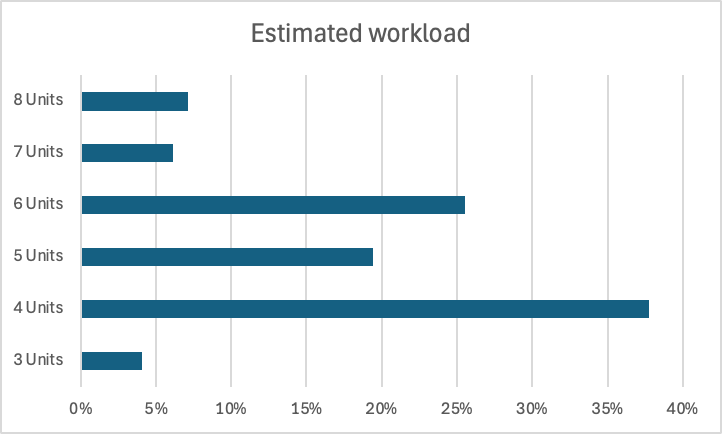 Estimated workload
8 Units
7 Units
6 Units
5 Units
4 Units
3 Units
0% 5% 10% 15% 20% 25% 30% 35% 40%